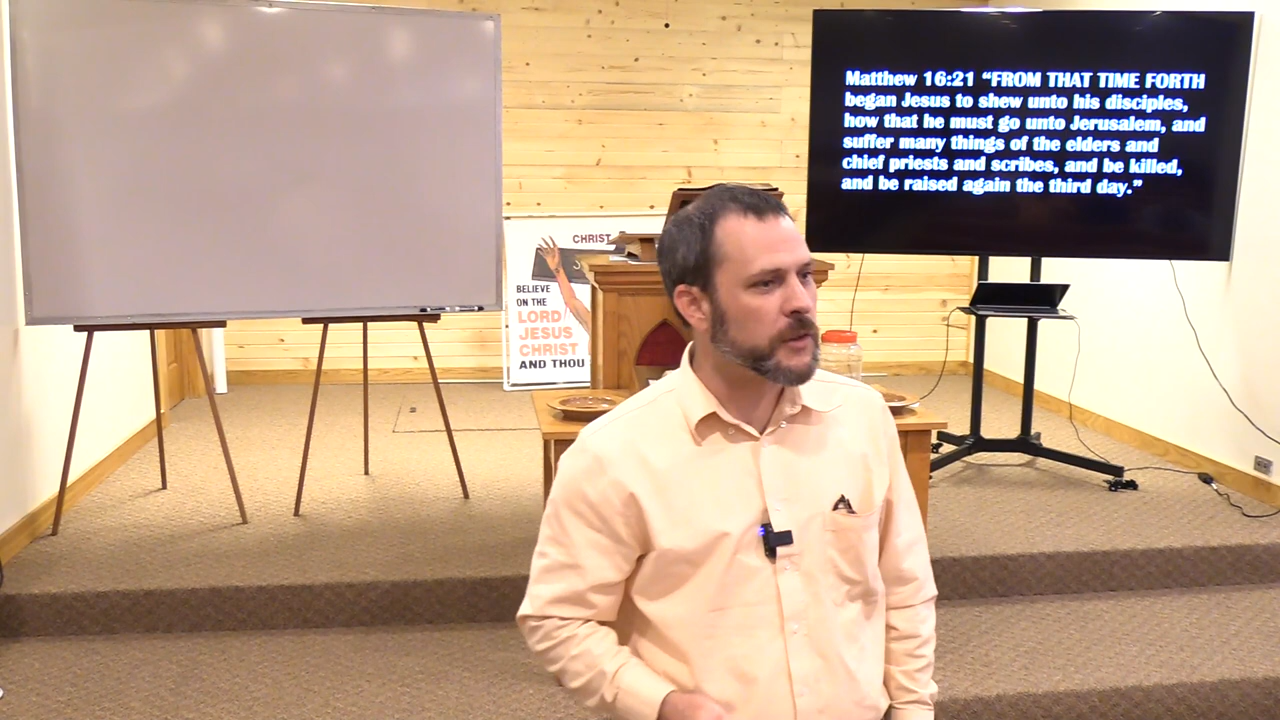 Matthew 16:21 “FROM THAT TIME FORTH
began Jesus to shew unto his disciples,
how that he must go unto Jerusalem, and
suffer many things of the elders and
chief priests and scribes, and be killed,
and be raised again the third day.”
CHRIST
BELIEVE
ON THE
LORD
JESUS
CHRIST
AND THOU